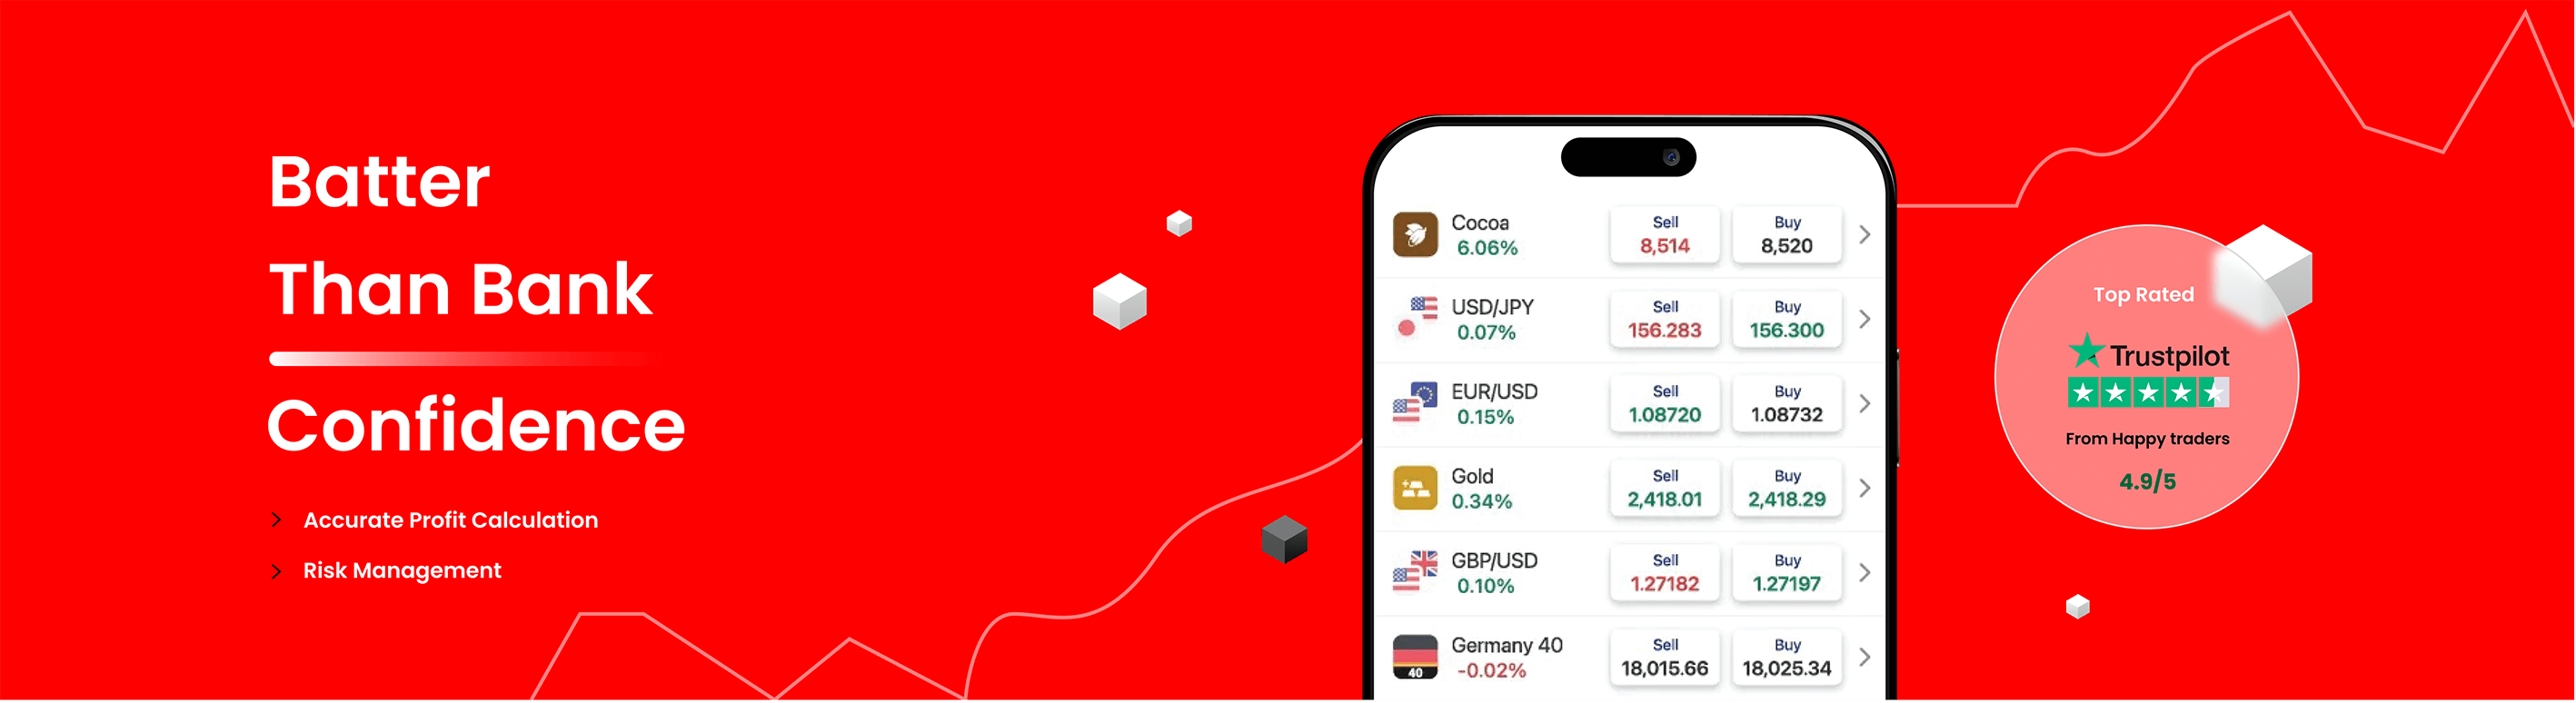 Batter
Than Bank
Confidence
Accurate Profit Calculation
Risk Management
Cocoa
6.06%
Sell
8,514
Buy
8,520
USD/JPY
0.07%
Sell
156.283
Buy
156.300
EUR/USD
0.15%
Sell
1.08720
Buy
1.08732
Gold
0.34%
Sell
2,418.01
Buy
2,418.29
GBP/USD
0.10%
Sell
1.27182
Buy
1.27197
Germany 40
-0.02%
40
Sell
18,015.66
Buy
18,025.34
Top Rated
Trustpilot
From Happy traders
4.9/5